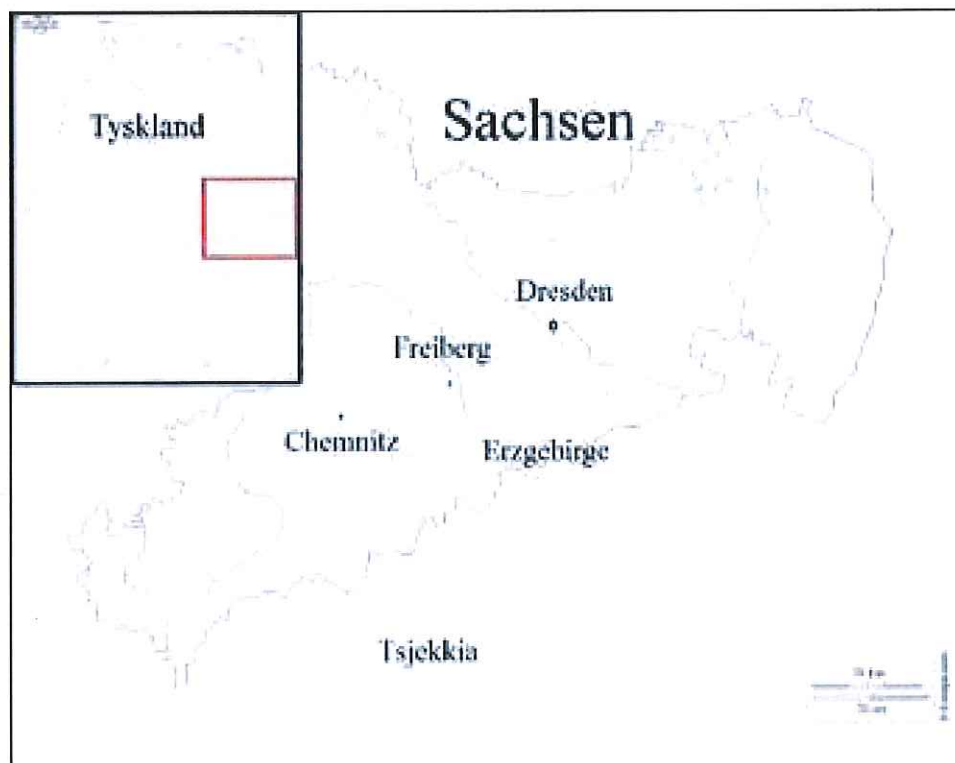 Tyskland
Sachsen
Dresden
Freiberg
Chemnitz
Erzgebirge
Tsjekkia